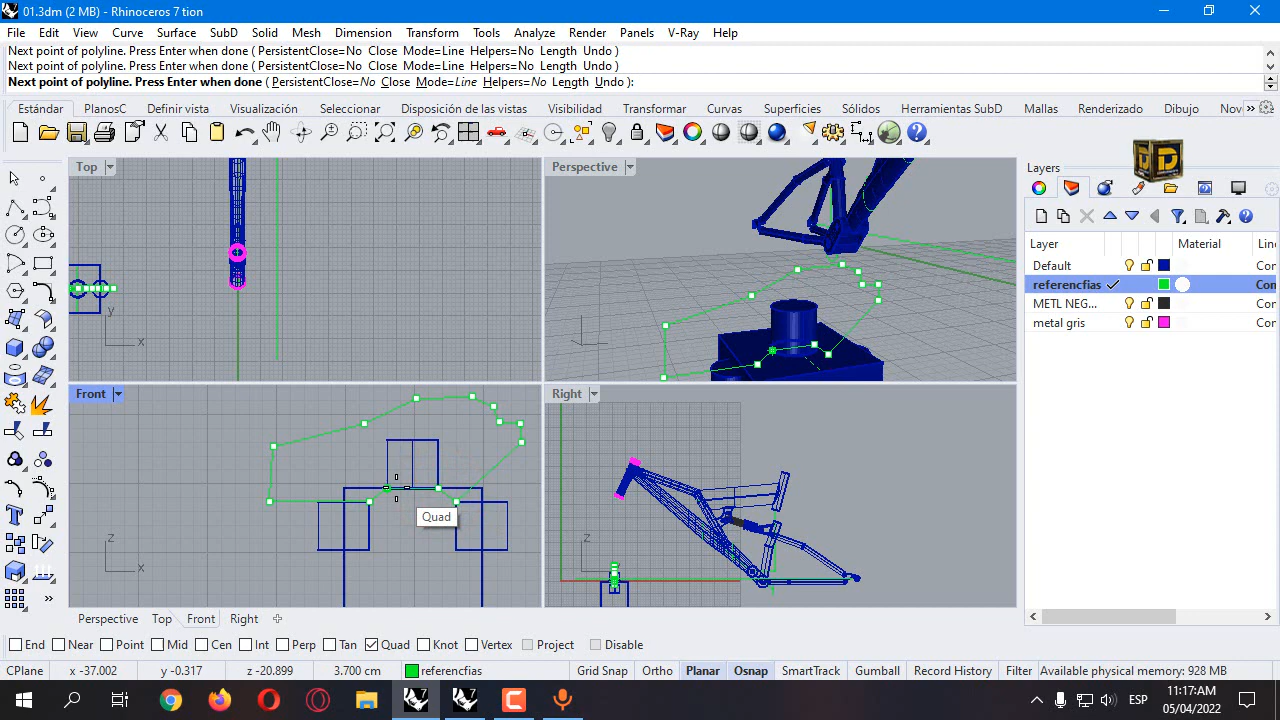 01.3dm (2 MB) - Rhinoceros 7 tion
File Edit View Curve Surface SubD Solid Mesh Dimension Transform Tools Analyze Render Panels V-Ray Help
Next point of polyline. Press Enter when done ( PersistentClose=No Close Mode=Line Helpers=No Length Undo )
Next point of polyline. Press Enter when done ( PersistentClose=No Close Mode=Line Helpers=No Length Undo )
Next point of polyline. Press Enter when done ( PersistentClose=No Close Mode=Line Helpers=No Length Undo ):
Estándar PlanosC Definir vista Visualización Seleccionar Disposición de las vistas Visibilidad Transformar Curvas Superficies Sólidos Herramientas SubD Mallas Renderizado Dibujo Nov »
Top
y
x
Perspective
Front
Quad
z
x
Right
z
Layers
Layer Material Line
Default Con
referencfias Con
METL NEG... Con
metal gris Con
»
Perspective Top Front Right
End Near Point Mid Cen Int Perp Tan Quad Knot Vertex Project Disable
CPlane x -37.002 y -0.317 z -20.899 3.700 cm referencfias Grid Snap Ortho Planar Osnap SmartTrack Gumball Record History Filter Available physical memory: 928 MB
ESP
11:17 AM
05/04/2022